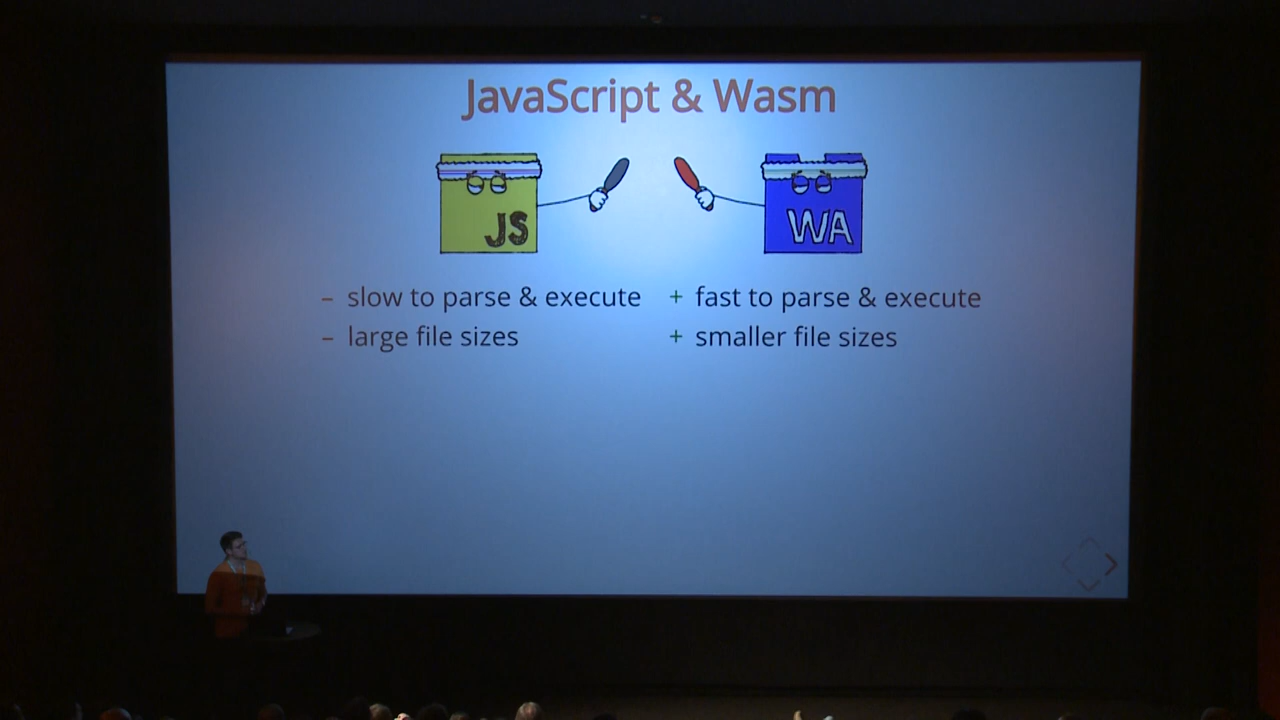 JavaScript & Wasm
JS
WA
– slow to parse & execute
– large file sizes
+ fast to parse & execute
+ smaller file sizes